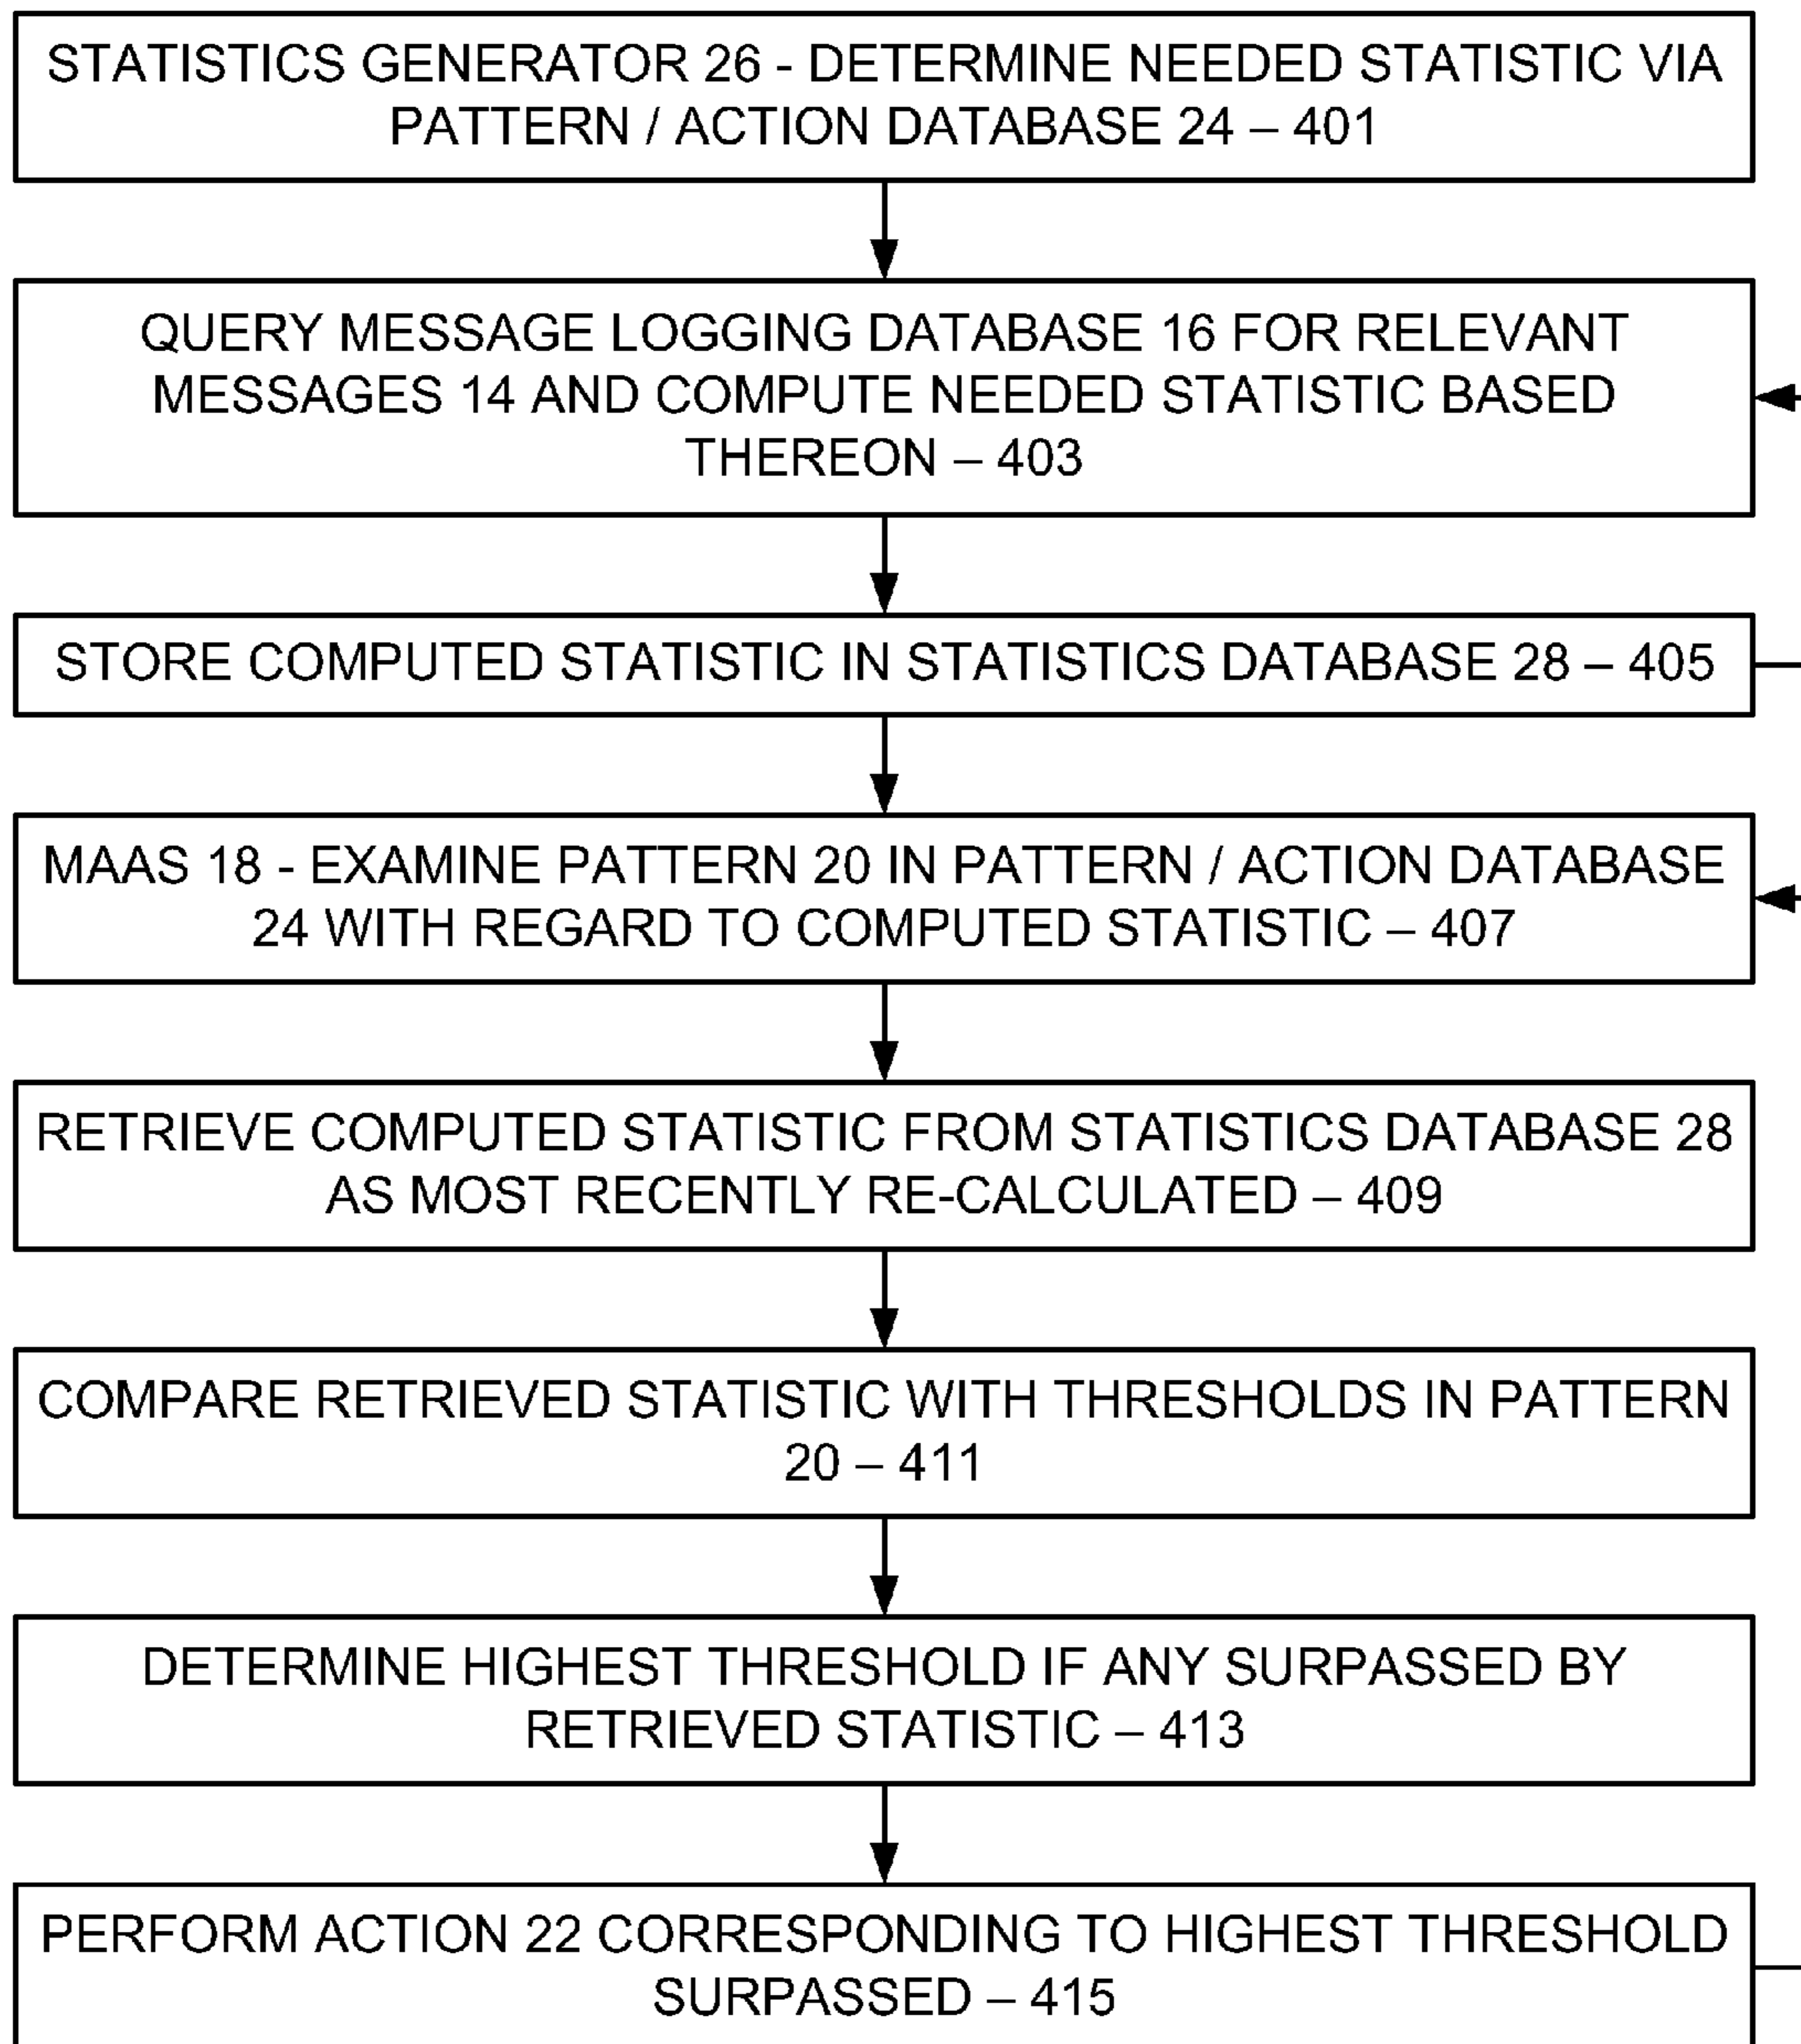 STATISTICS GENERATOR 26 - DETERMINE NEEDED STATISTIC VIA
PATTERN / ACTION DATABASE 24 – 401
QUERY MESSAGE LOGGING DATABASE 16 FOR RELEVANT
MESSAGES 14 AND COMPUTE NEEDED STATISTIC BASED
THEREON – 403
STORE COMPUTED STATISTIC IN STATISTICS DATABASE 28 – 405
MAAS 18 - EXAMINE PATTERN 20 IN PATTERN / ACTION DATABASE
24 WITH REGARD TO COMPUTED STATISTIC – 407
RETRIEVE COMPUTED STATISTIC FROM STATISTICS DATABASE 28
AS MOST RECENTLY RE-CALCULATED – 409
COMPARE RETRIEVED STATISTIC WITH THRESHOLDS IN PATTERN
20 – 411
DETERMINE HIGHEST THRESHOLD IF ANY SURPASSED BY
RETRIEVED STATISTIC – 413
PERFORM ACTION 22 CORRESPONDING TO HIGHEST THRESHOLD
SURPASSED – 415